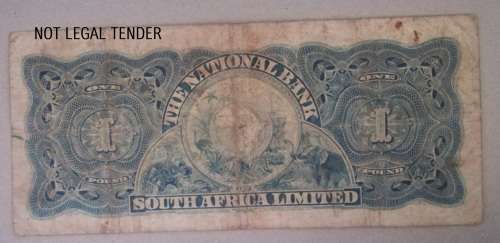 NOT LEGAL TENDER
THE NATIONAL BANK
ONE
1
POUND
ONE
1
POUND
SOUTH AFRICA LIMITED